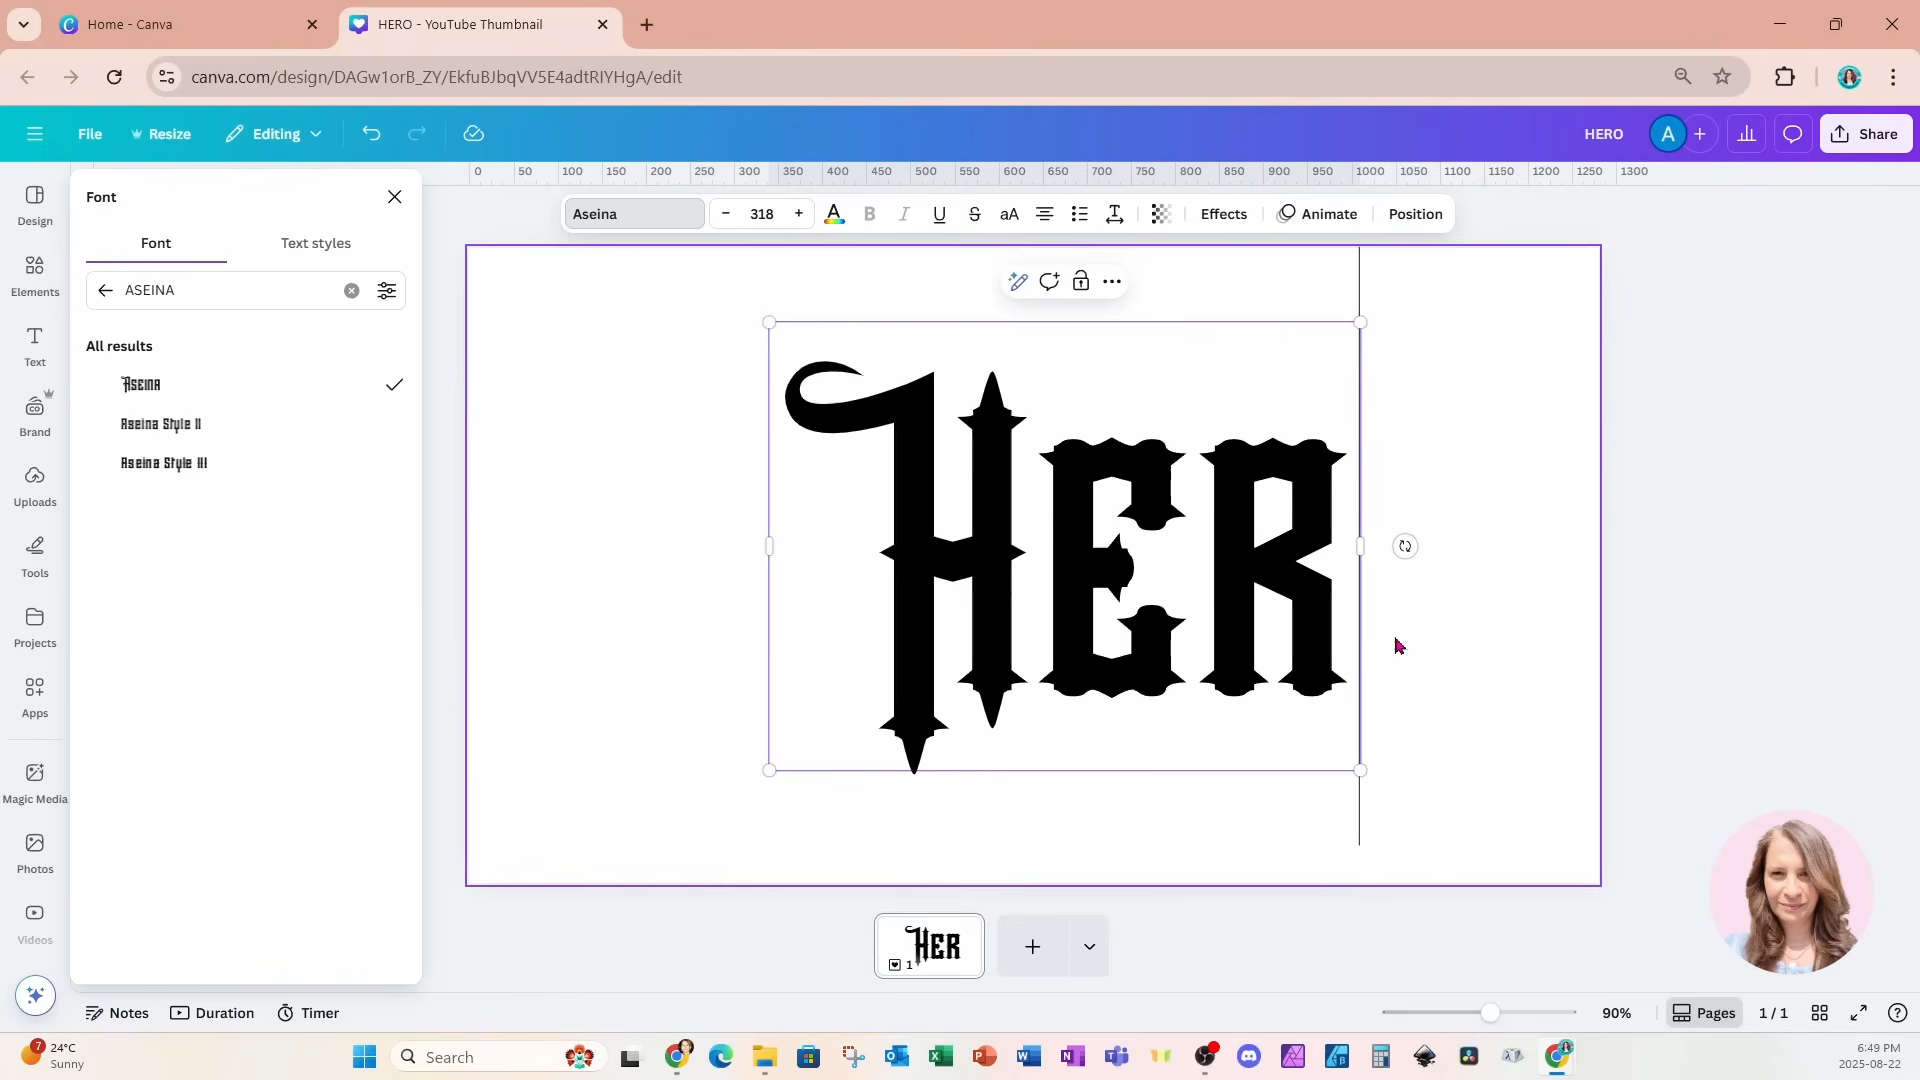 Home - Canva
HERO - YouTube Thumbnail
canva.com/design/DAGw1orB_ZY/EkfuBJbqVV5E4adtRIYHgA/edit
File
Resize
Editing
HERO
A
Share
0 50 100 150 200 250 300 350 400 450 500 550 600 650 700 750 800 850 900 950 1000 1050 1100 1150 1200 1250 1300
Font
Font
Text styles
ASEINA
All results
Aseina
Aseina Style II
Aseina Style III
Design
Elements
Text
Brand
Uploads
Tools
Projects
Apps
Magic Media
Photos
Videos
Aseina
- 318 +
A B I U S aA
Effects
Animate
Position
HER
HER
1
Notes
Duration
Timer
90%
Pages
1 / 1
7
24°C
Sunny
Search
6:49 PM
2025-08-22